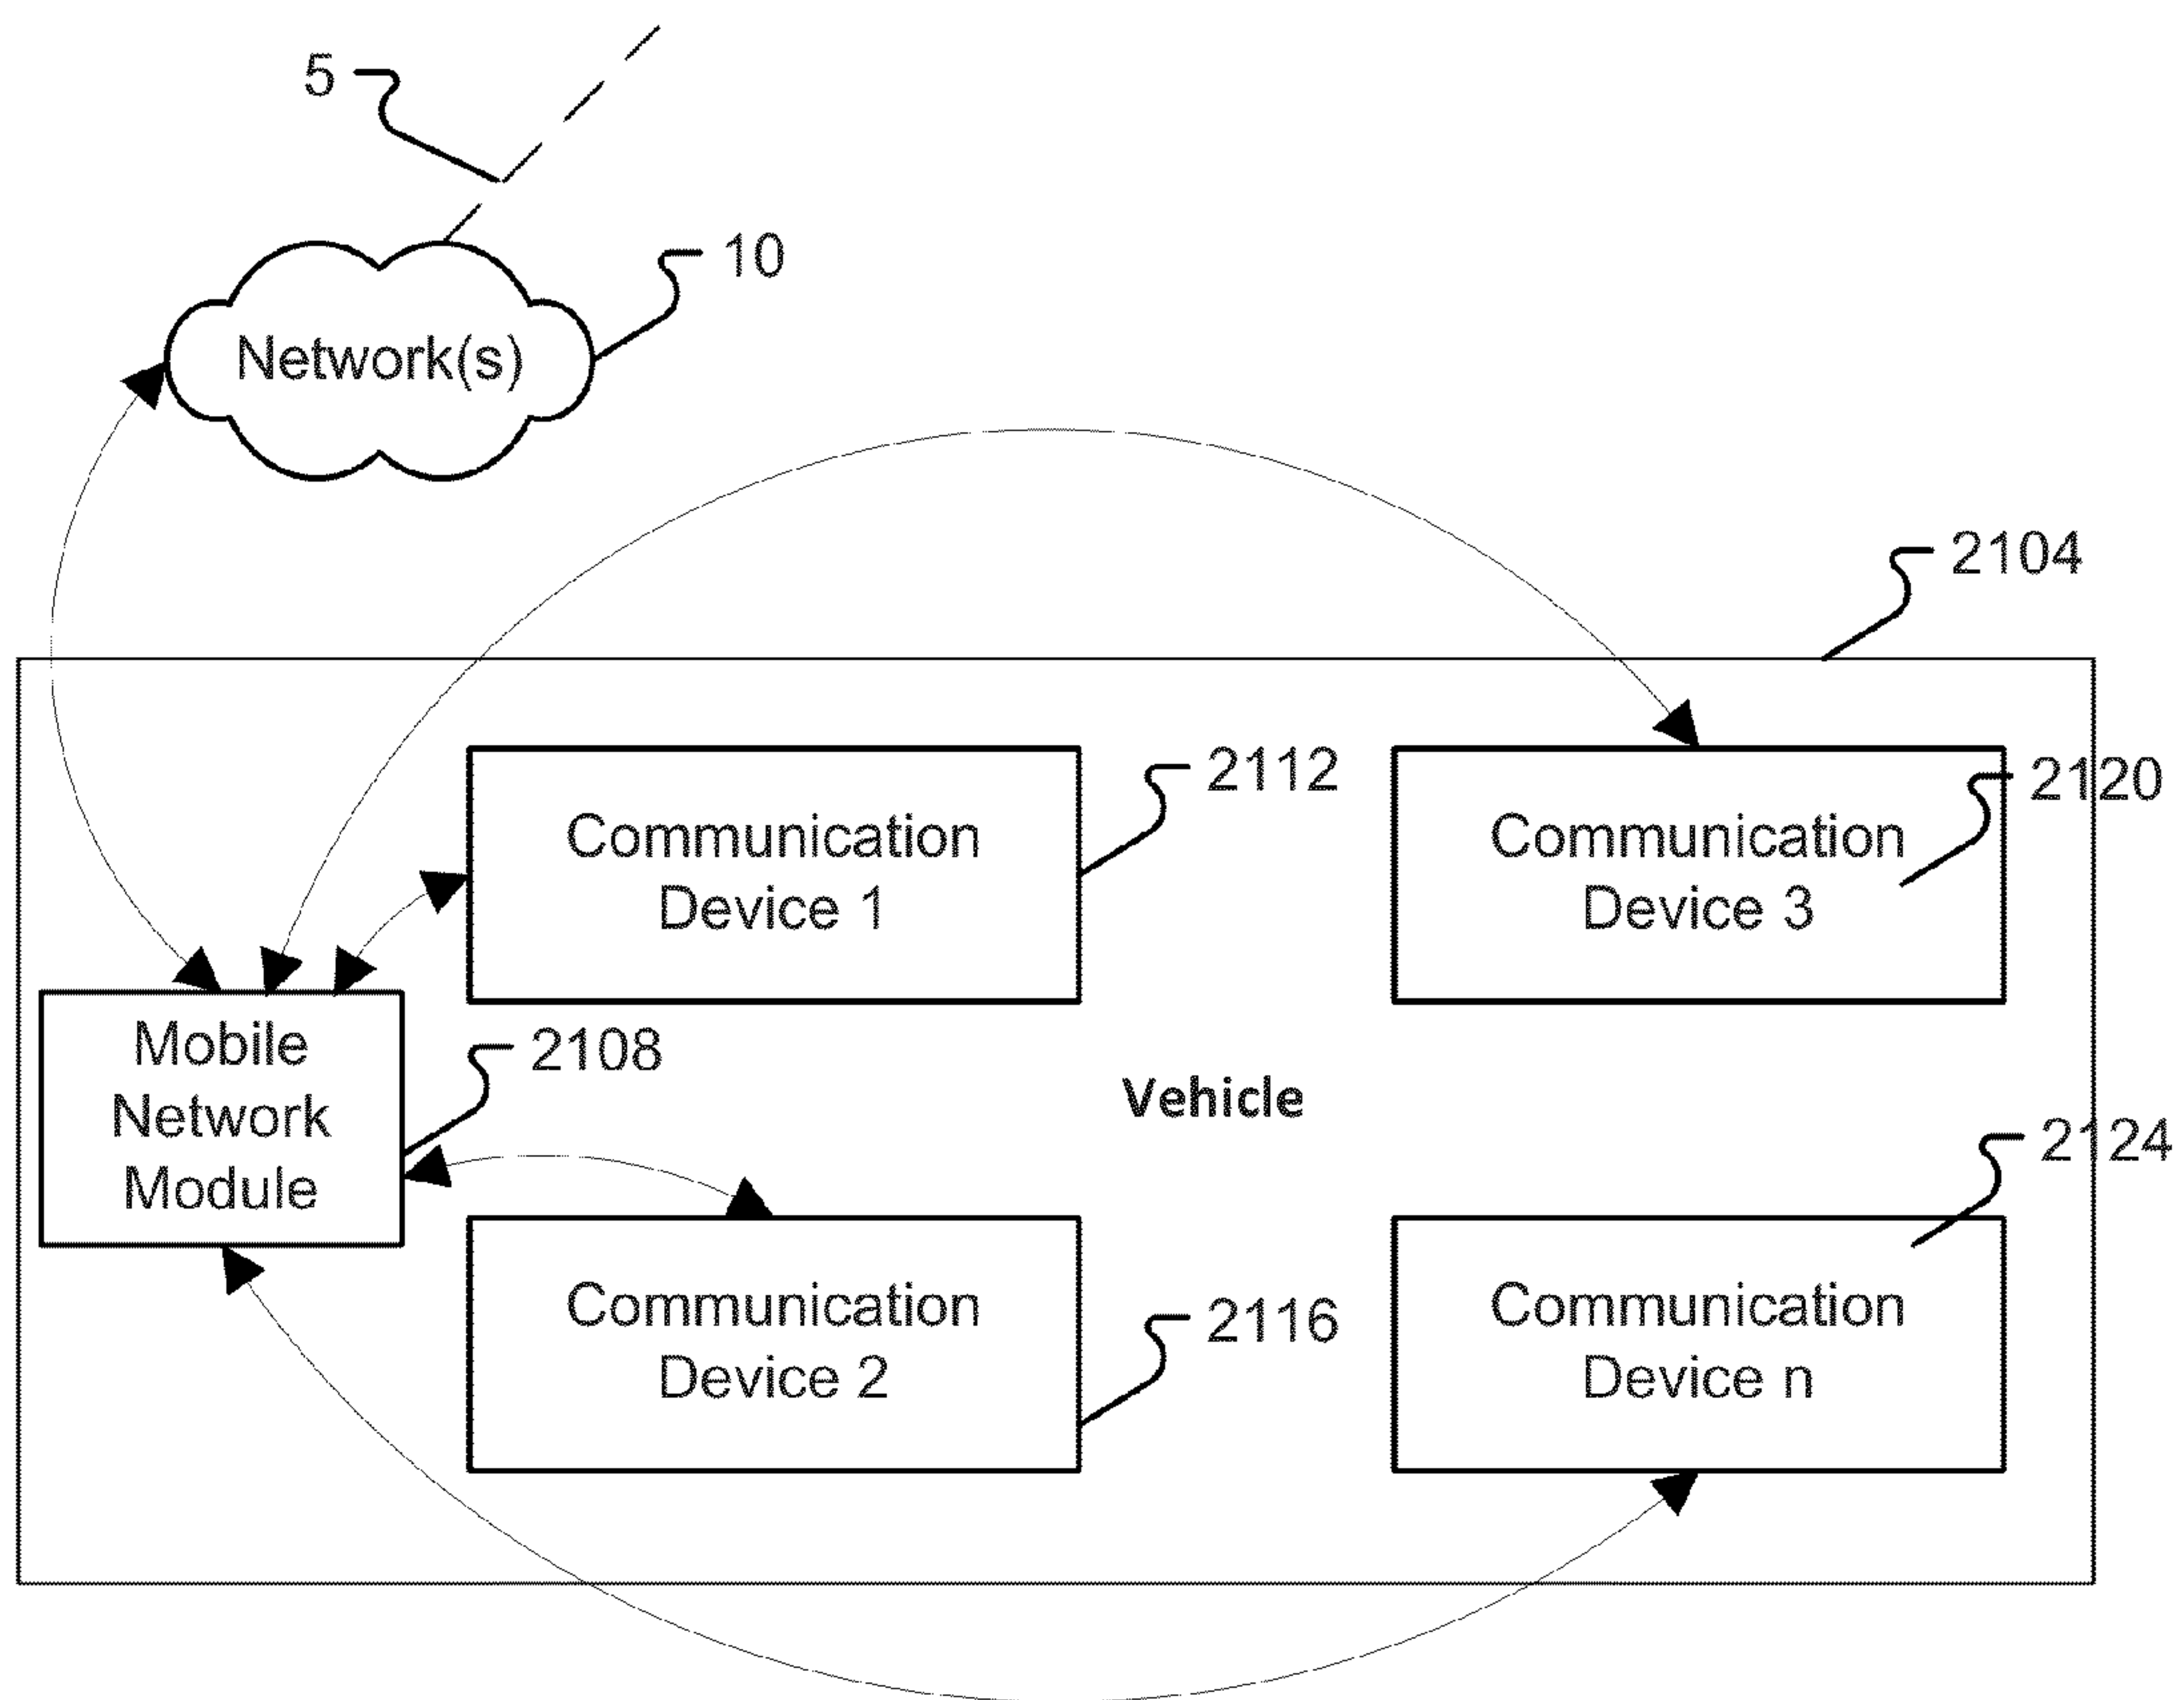 5
10
Network(s)
2104
2112
2120
Communication
Device 1
Communication
Device 3
Mobile
Network
Module
2108
Vehicle
2124
Communication
Device 2
2116
Communication
Device n